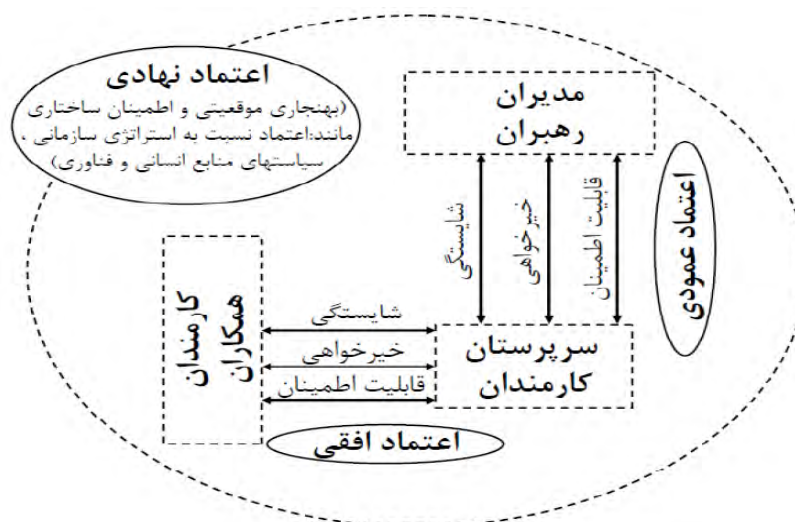 اعتماد نهادی
(بهنجاری موقعیتی و اطمینان ساختاری
مانند:اعتماد نسبت به استراتژی سازمانی ،
سیاستهای منابع انسانی و فناوری)
مدیران
رهبران
شایستگی
خیرخواهی
قابلیت اطمینان
اعتماد عمودی
سرپرستان
کارمندان
شایستگی
خیرخواهی
قابلیت اطمینان
کارمندان
همکاران
اعتماد افقی